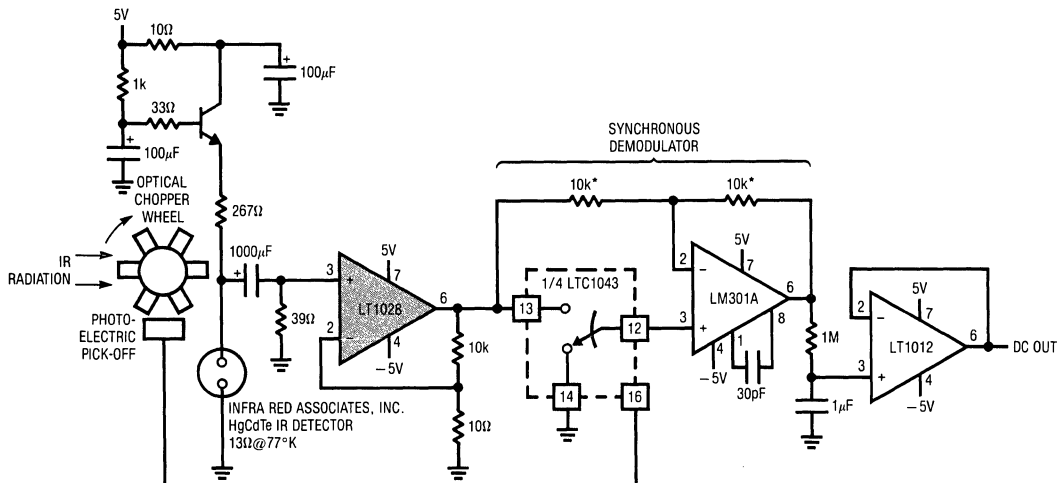 5V
10Ω
1k
33Ω
+
100µF
+
100µF
OPTICAL
CHOPPER
WHEEL
IR
RADIATION
PHOTO-
ELECTRIC
PICK-OFF
267Ω
1000µF
+
39Ω
INFRA RED ASSOCIATES, INC.
HgCdTe IR DETECTOR
13Ω@77°K
3
+
2
−
5V
7
LT1028
6
4
−5V
10k
10Ω
SYNCHRONOUS
DEMODULATOR
10k*
10k*
1/4 LTC1043
13
12
14
16
2
−
3
+
5V
7
LM301A
6
8
1
4
−5V
30pF
1M
1µF
2
−
3
+
5V
7
LT1012
6
4
−5V
DC OUT